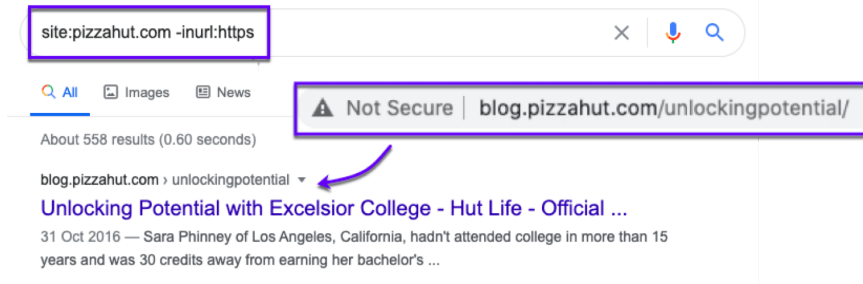 site:pizzahut.com -inurl:https
All Images News
Not Secure | blog.pizzahut.com/unlockingpotential/
About 558 results (0.60 seconds)
blog.pizzahut.com › unlockingpotential
Unlocking Potential with Excelsior College - Hut Life - Official ...
31 Oct 2016 — Sara Phinney of Los Angeles, California, hadn't attended college in more than 15
years and was 30 credits away from earning her bachelor's ...